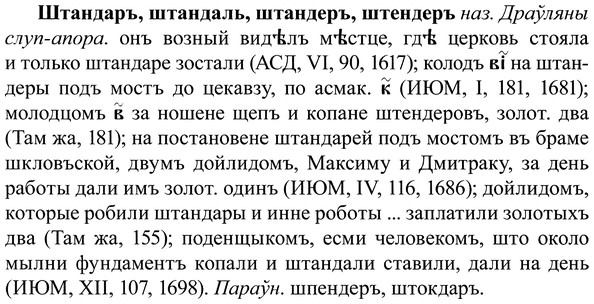 Штандаръ, штандаль, штандеръ, штендеръ наз. Драўляны
слуп-апора. онъ возный видѣлъ мѣстце, гдѣ церковь стояла
и только штандаре зостали (АСД, VI, 90, 1617); колодъ в҃і на штан-
деры подъ мостъ до цекавзу, по асмак. к҃ (ИЮМ, I, 181, 1681);
молодцомъ в҃ за ношене щепъ и копане штендеровъ, золот. два
(Там жа, 181); на постановене штандарей подъ мостомъ въ браме
шкловъской, двумъ дойлидомъ, Максиму и Дмитраку, за день
работы дали имъ золот. одинъ (ИЮМ, IV, 116, 1686); дойлидомъ,
которые робили штандары и инне роботы ... заплатили золотыхъ
два (Там жа, 155); поденщыкомъ, есми человекомъ, што около
мылни фундаментъ копали и штандали ставили, дали на день
(ИЮМ, XII, 107, 1698). Параўн. шпендеръ, штокдаръ.